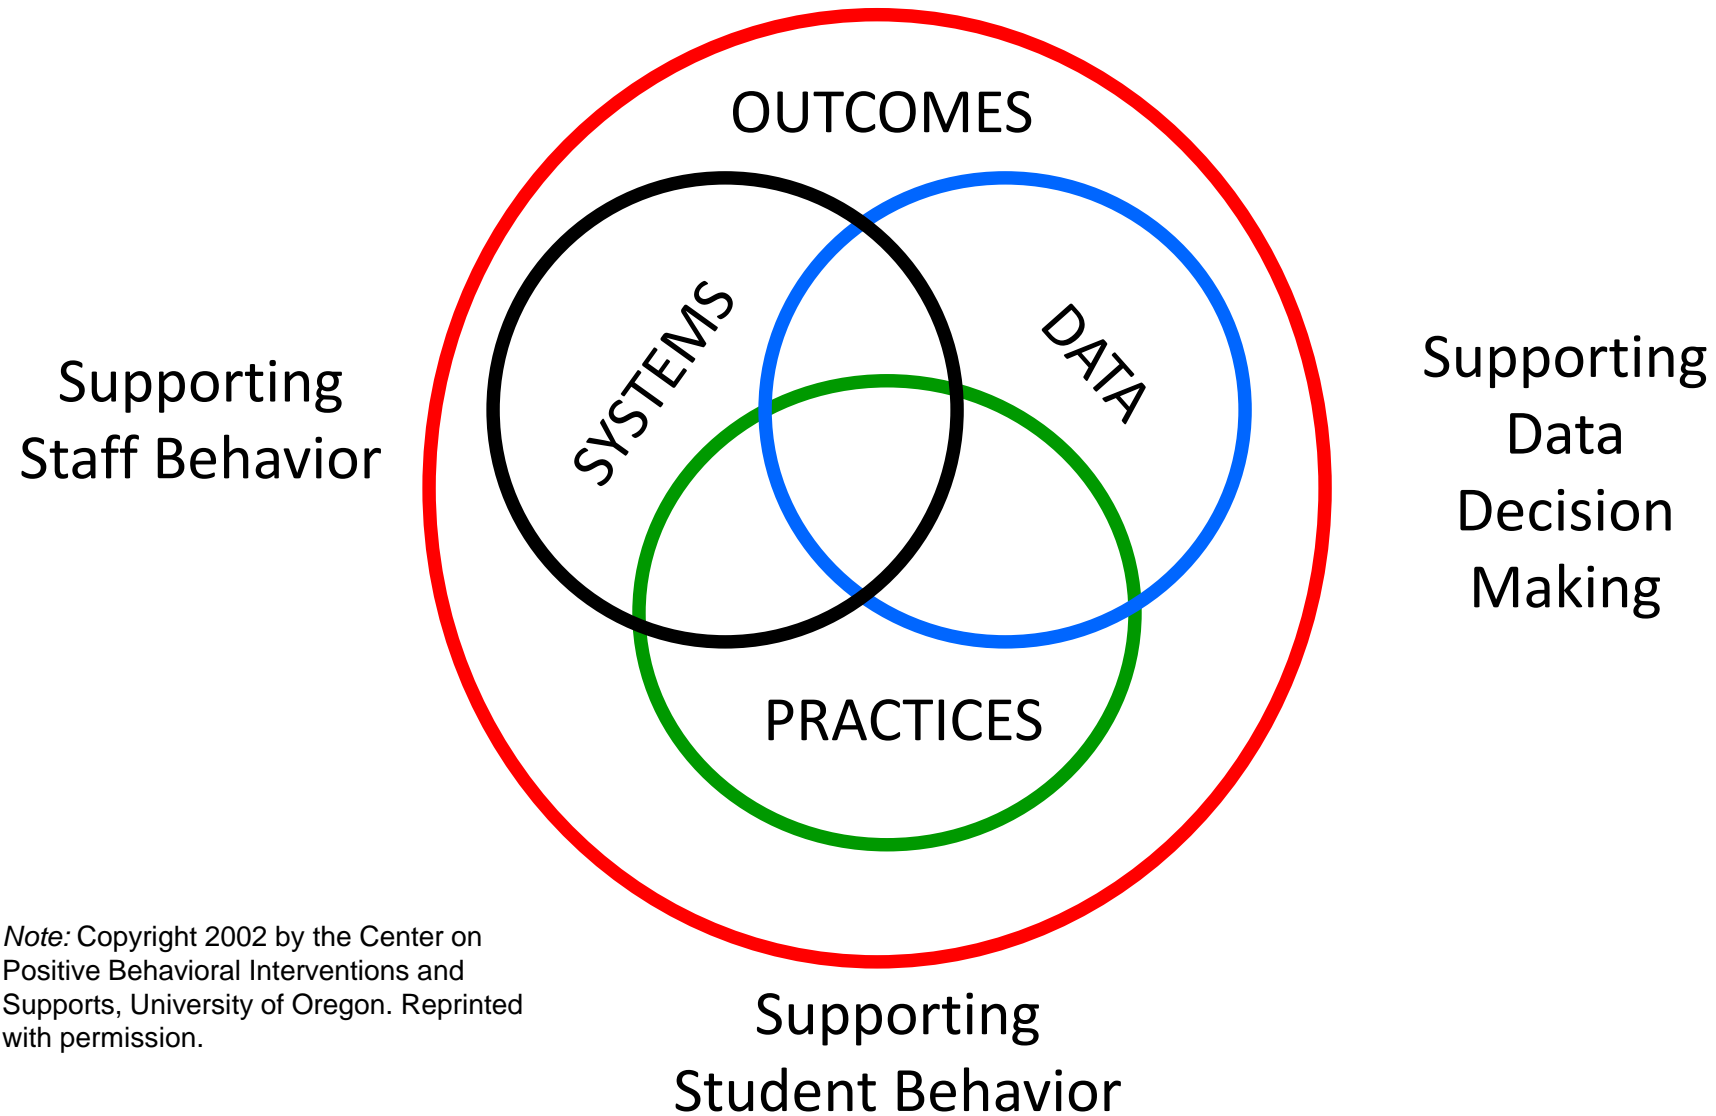 OUTCOMES
SYSTEMS
DATA
Supporting
Staff Behavior
Supporting
Data
Decision
Making
PRACTICES
Note: Copyright 2002 by the Center on
Positive Behavioral Interventions and
Supports, University of Oregon. Reprinted
with permission.
Supporting
Student Behavior